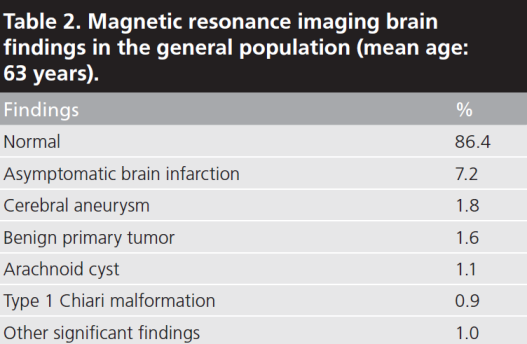 Table 2. Magnetic resonance imaging brain
findings in the general population (mean age:
63 years).
Findings %
Normal 86.4
Asymptomatic brain infarction 7.2
Cerebral aneurysm 1.8
Benign primary tumor 1.6
Arachnoid cyst 1.1
Type 1 Chiari malformation 0.9
Other significant findings 1.0